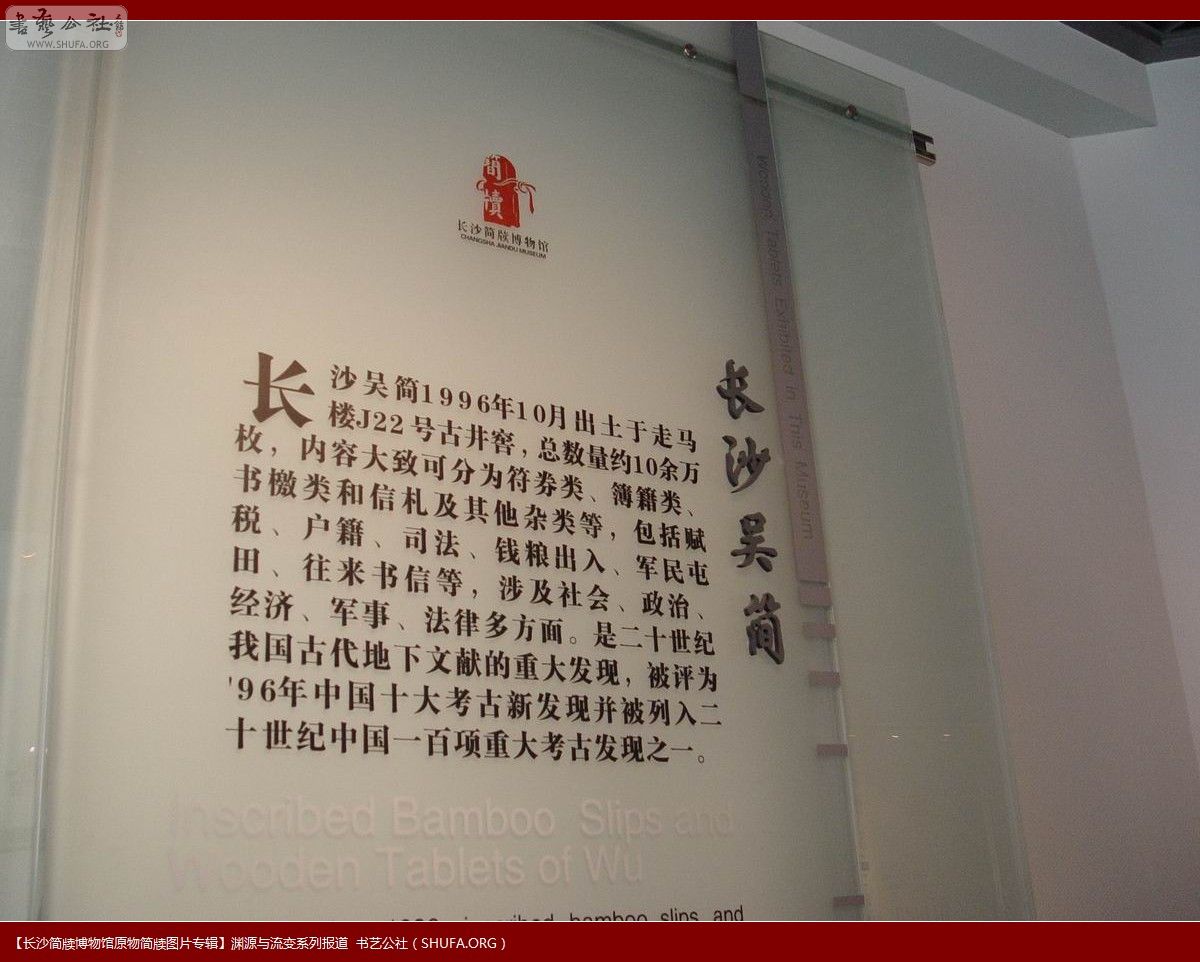 書藝公社
WWW.SHUFA.ORG
簡牘
长沙简牍博物馆
CHANGSHA JIANDU MUSEUM
长沙吴简1996年10月出土于走马
楼J22号古井窖，总数量约10余万
枚，内容大致可分为符券类、簿籍类、
书檄类和信札及其他杂类等，包括赋
税、户籍、司法、钱粮出入、军民屯
田、往来书信等，涉及社会、政治、
经济、军事、法律多方面。是二十世纪
我国古代地下文献的重大发现，被评为
'96年中国十大考古新发现并被列入二
十世纪中国一百项重大考古发现之一。
长沙吴简
Wooden Tablets Exhibited in This Museum
Inscribed Bamboo Slips and
Wooden Tablets of Wu
inscribed bamboo slips and
【长沙简牍博物馆原物简牍图片专辑】渊源与流变系列报道 书艺公社（SHUFA.ORG）